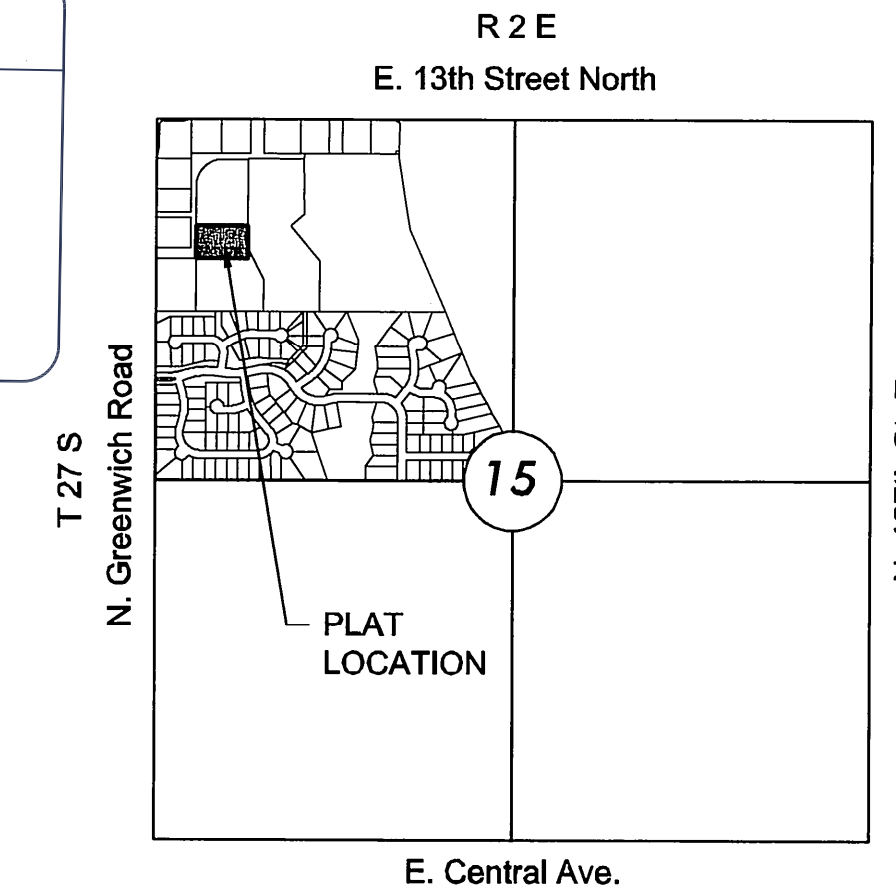 R 2 E
E. 13th Street North
T 27 S
N. Greenwich Road
15
PLAT
LOCATION
E. Central Ave.